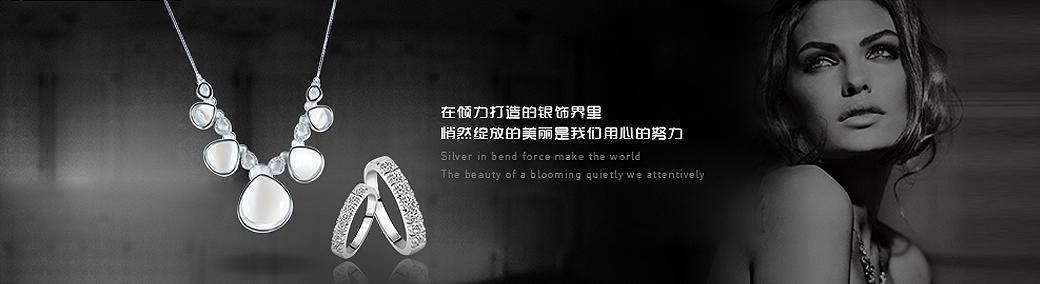 在倾力打造的银饰界里
悄然绽放的美丽是我们用心的努力
Silver in bend force make the world
The beauty of a blooming quietly we attentively